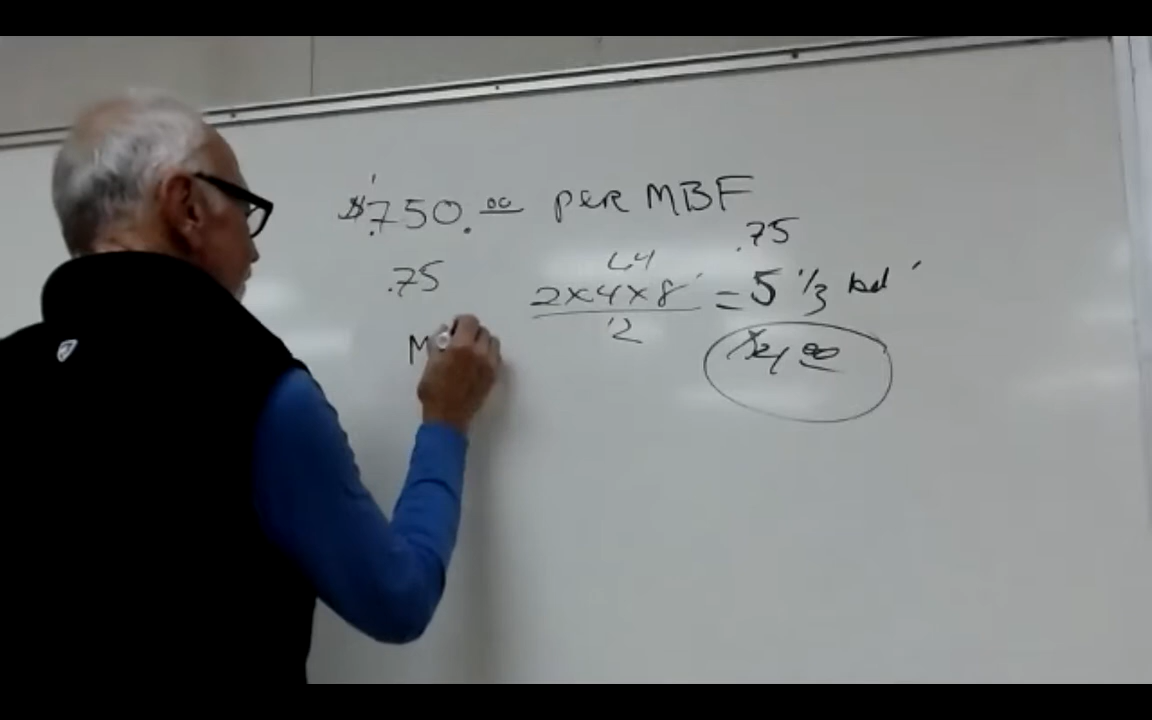 $.750.00 per MBF
.75
64
.75
2x4x8' = 5 1/3 bd '
12
$4 00
M